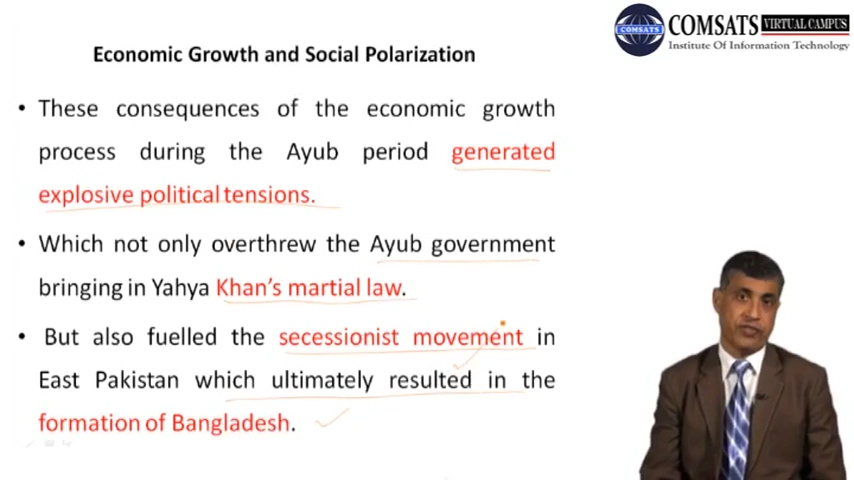 COMSATS VIRTUAL CAMPUS
Institute Of Information Technology
COMSATS
Economic Growth and Social Polarization
• These consequences of the economic growth
process during the Ayub period generated
explosive political tensions.
• Which not only overthrew the Ayub government
bringing in Yahya Khan's martial law.
• But also fuelled the secessionist movement in
East Pakistan which ultimately resulted in the
formation of Bangladesh.